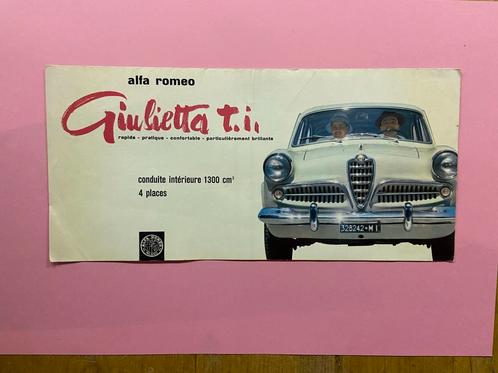 alfa romeo
Giulietta t.i.
rapide - pratique - confortable - particulièrement brillante
conduite intérieure 1300 cm³
4 places
328242·MI